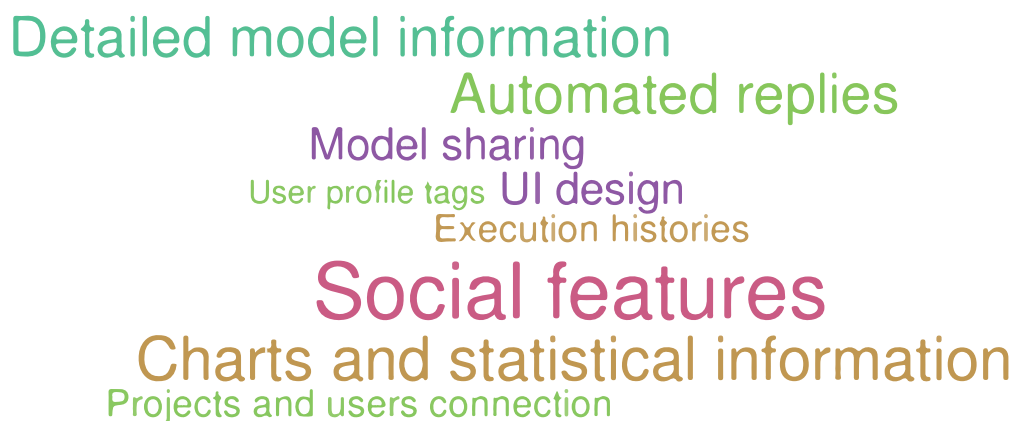 Detailed model information
Automated replies
Model sharing
User profile tags UI design
Execution histories
Social features
Charts and statistical information
Projects and users connection